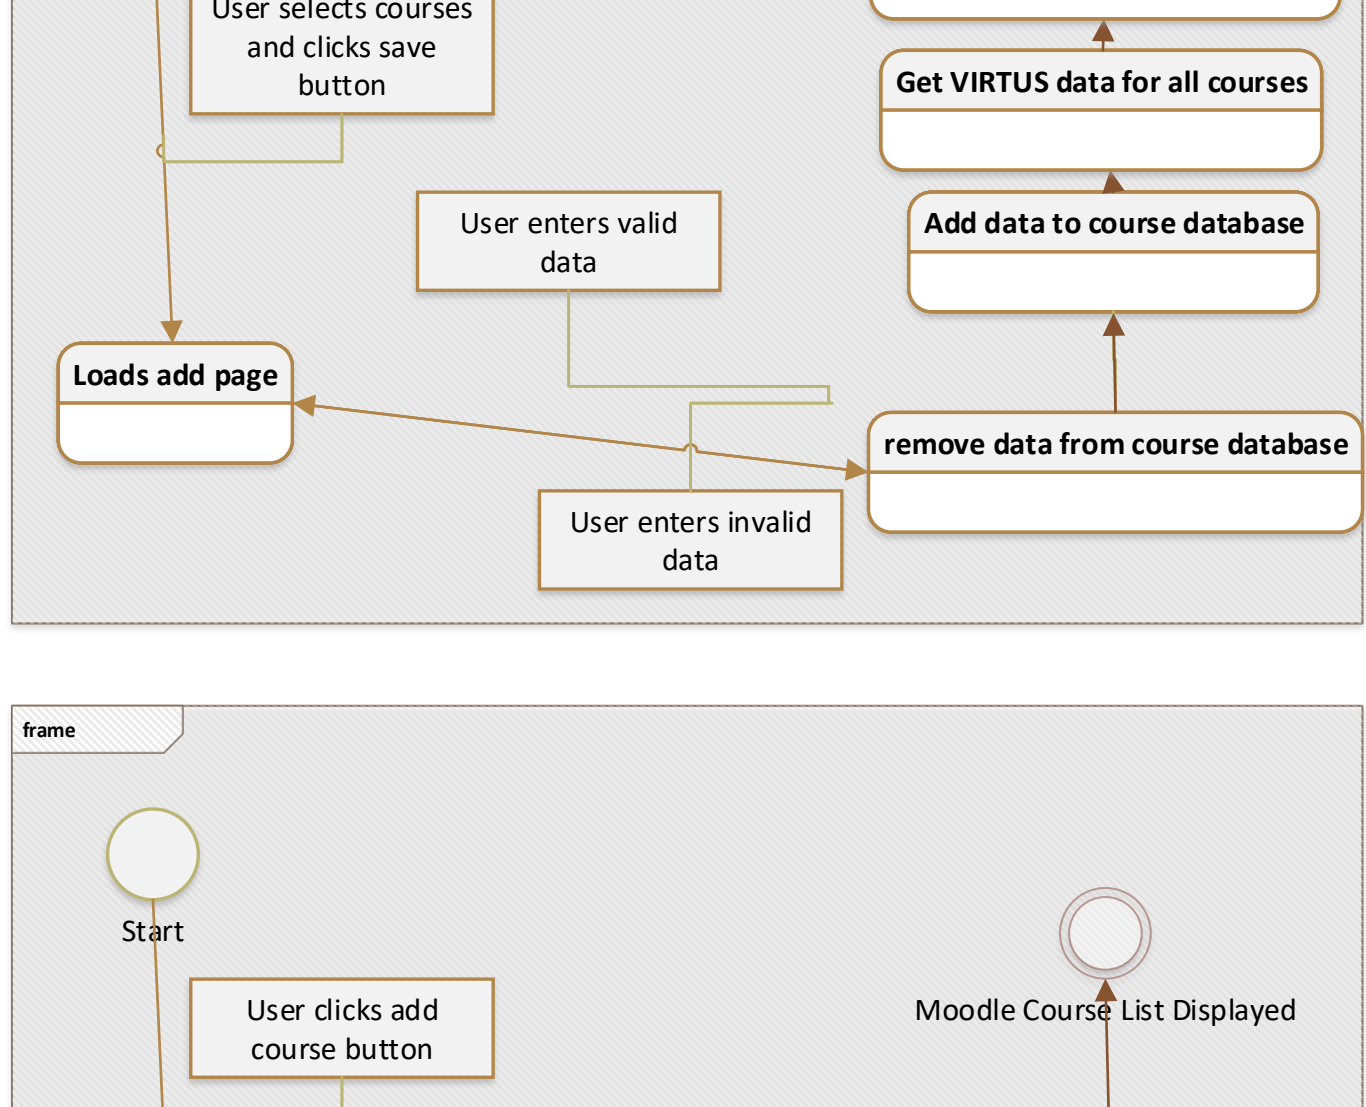 User selects courses
and clicks save
button
Get VIRTUS data for all courses
User enters valid
data
Add data to course database
Loads add page
remove data from course database
User enters invalid
data
frame
Start
User clicks add
course button
Moodle Course List Displayed